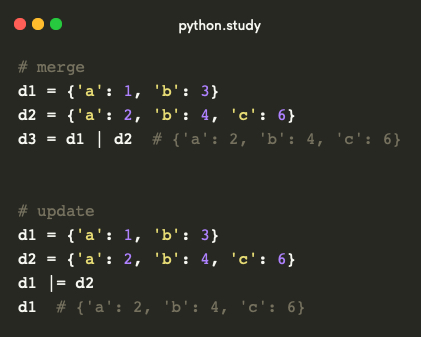 python.study
# merge
d1 = {'a': 1, 'b': 3}
d2 = {'a': 2, 'b': 4, 'c': 6}
d3 = d1 | d2  # {'a': 2, 'b': 4, 'c': 6}
# update
d1 = {'a': 1, 'b': 3}
d2 = {'a': 2, 'b': 4, 'c': 6}
d1 |= d2
d1  # {'a': 2, 'b': 4, 'c': 6}